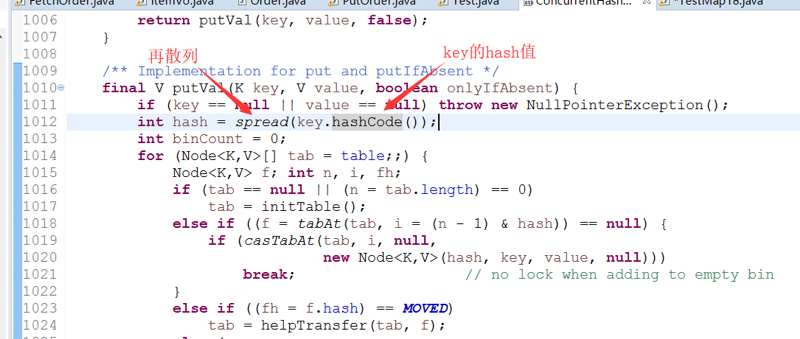 FetchOrder.java ItemVo.java Order.java PutOrder.java Test.java ConcurrentHash... *TestMap18.java
1006 return putVal(key, value, false);
1007 }
1008
再散列 key的hash值
1009 /** Implementation for put and putIfAbsent */
1010 final V putVal(K key, V value, boolean onlyIfAbsent) {
1011 if (key == null || value == null) throw new NullPointerException();
1012 int hash = spread(key.hashCode());
1013 int binCount = 0;
1014 for (Node<K,V>[] tab = table;;) {
1015 Node<K,V> f; int n, i, fh;
1016 if (tab == null || (n = tab.length) == 0)
1017 tab = initTable();
1018 else if ((f = tabAt(tab, i = (n - 1) & hash)) == null) {
1019 if (casTabAt(tab, i, null,
1020 new Node<K,V>(hash, key, value, null)))
1021 break; // no lock when adding to empty bin
1022 }
1023 else if ((fh = f.hash) == MOVED)
1024 tab = helpTransfer(tab, f);